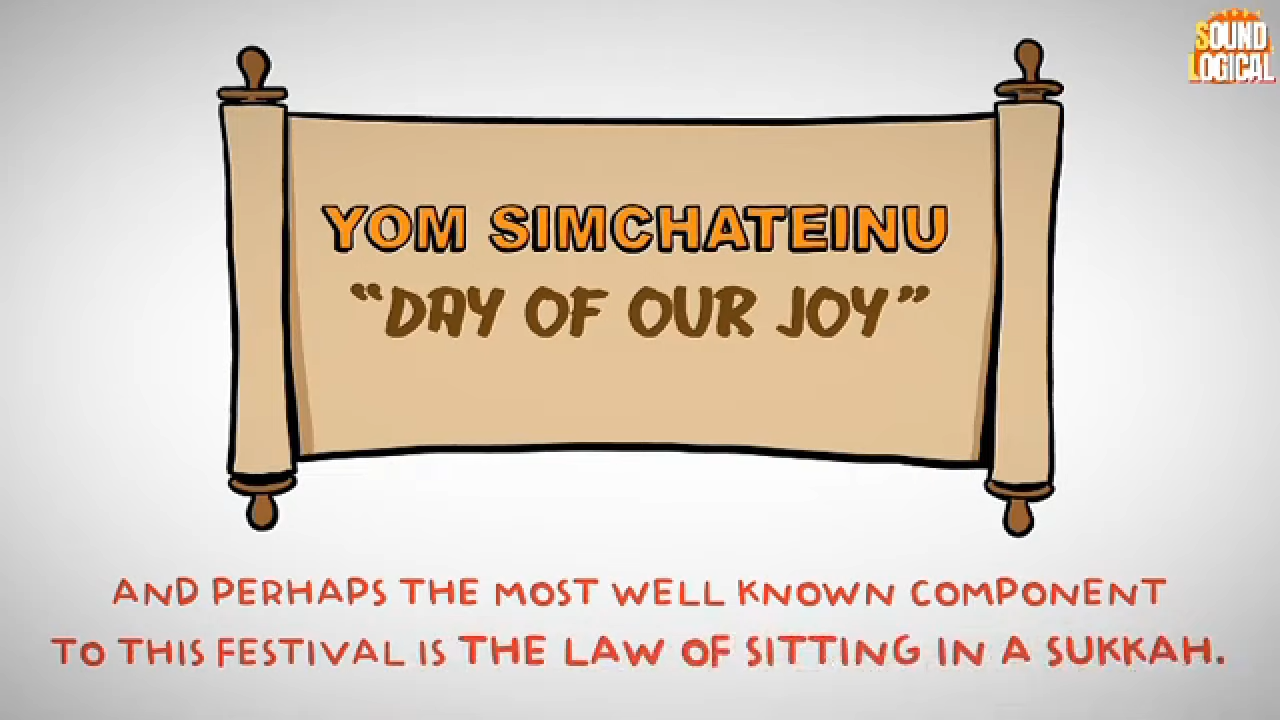 SOUND
LOGICAL
YOM SIMCHATEINU
“DAY OF OUR JOY”
AND PERHAPS THE MOST WELL KNOWN COMPONENT
TO THIS FESTIVAL IS THE LAW OF SITTING IN A SUKKAH.